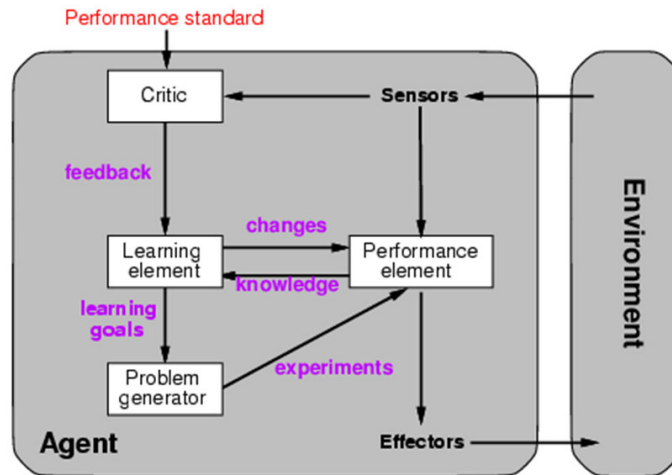 Performance standard
Critic
Sensors
feedback
changes
Learning
element
Performance
element
knowledge
learning
goals
experiments
Problem
generator
Agent
Effectors
Environment